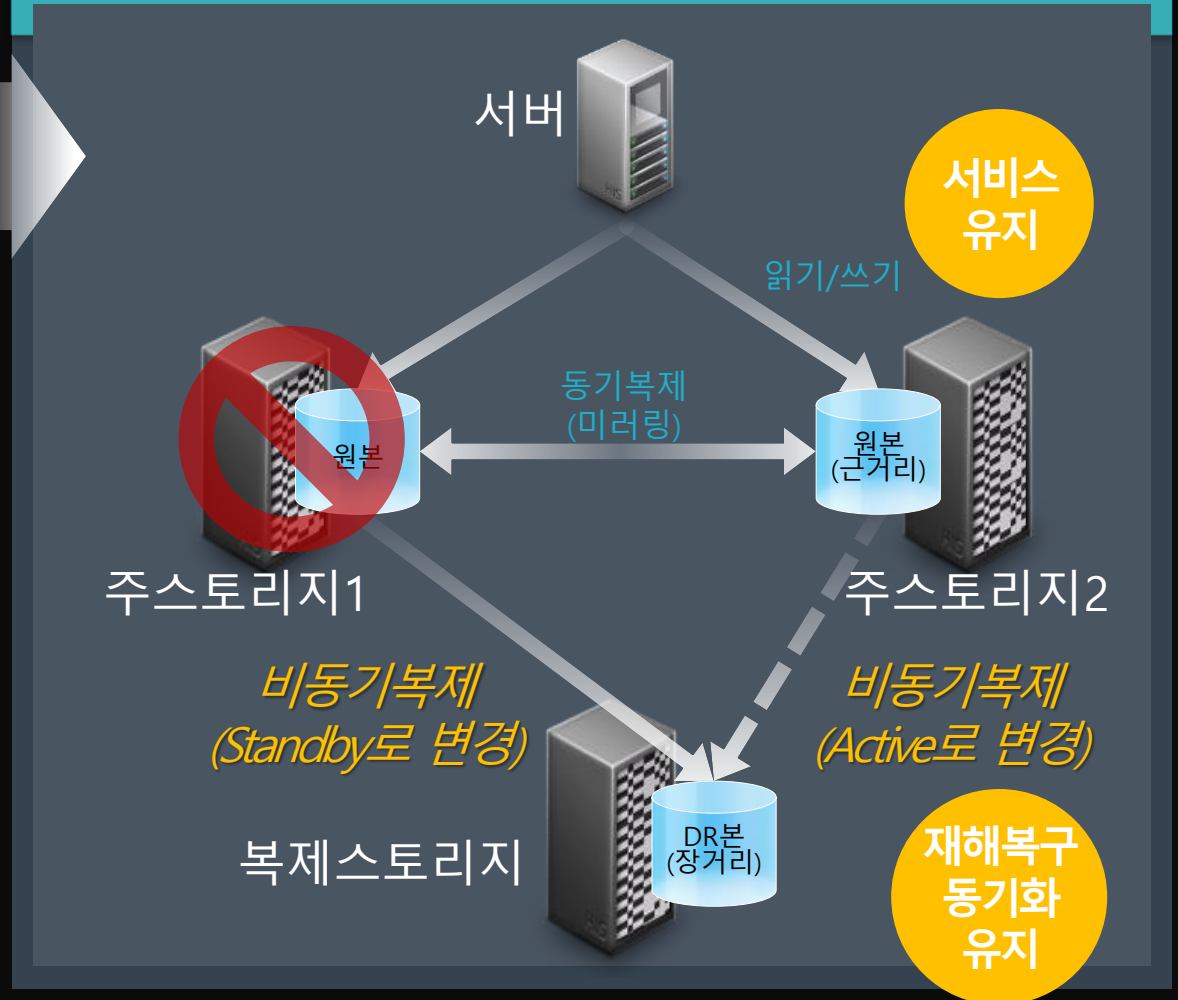 서버
HIS
서비스
유지
읽기/쓰기
동기복제
(미러링)
원본
원본
(근거리)
HIS
주스토리지1
주스토리지2
비동기복제
(Standby로 변경)
비동기복제
(Active로 변경)
복제스토리지
DR본
(장거리)
HIS
재해복구
동기화
유지